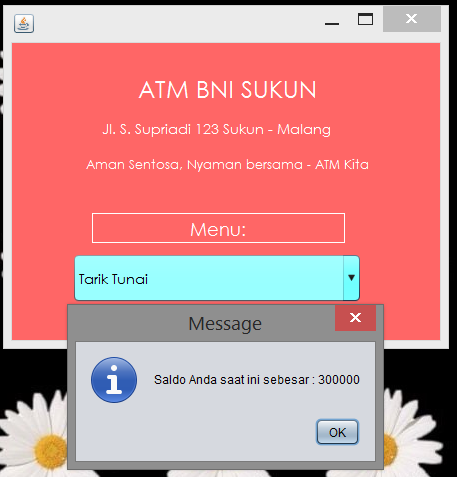 ATM BNI SUKUN
Jl. S. Supriadi 123 Sukun - Malang
Aman Sentosa, Nyaman bersama - ATM Kita
Menu:
Tarik Tunai
Message
Saldo Anda saat ini sebesar : 300000
OK